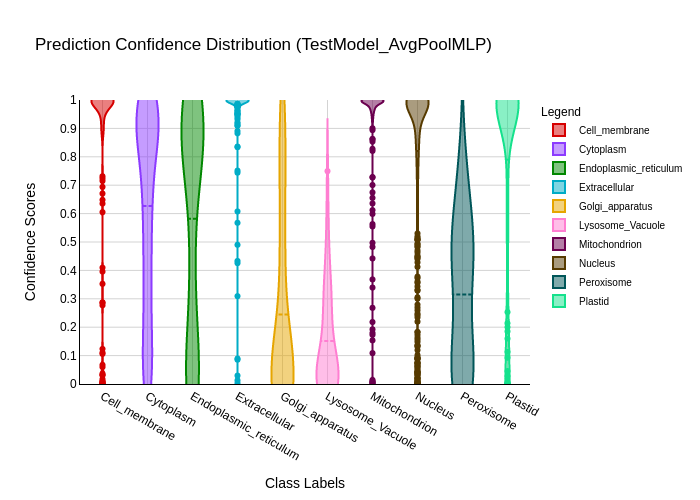 Prediction Confidence Distribution (TestModel_AvgPoolMLP)
Legend
Cell_membrane
Cytoplasm
Endoplasmic_reticulum
Extracellular
Golgi_apparatus
Lysosome_Vacuole
Mitochondrion
Nucleus
Peroxisome
Plastid
Confidence Scores
1
0.9
0.8
0.7
0.6
0.5
0.4
0.3
0.2
0.1
0
Cell_membrane
Cytoplasm
Endoplasmic_reticulum
Extracellular
Golgi_apparatus
Lysosome_Vacuole
Mitochondrion
Nucleus
Peroxisome
Plastid
Class Labels